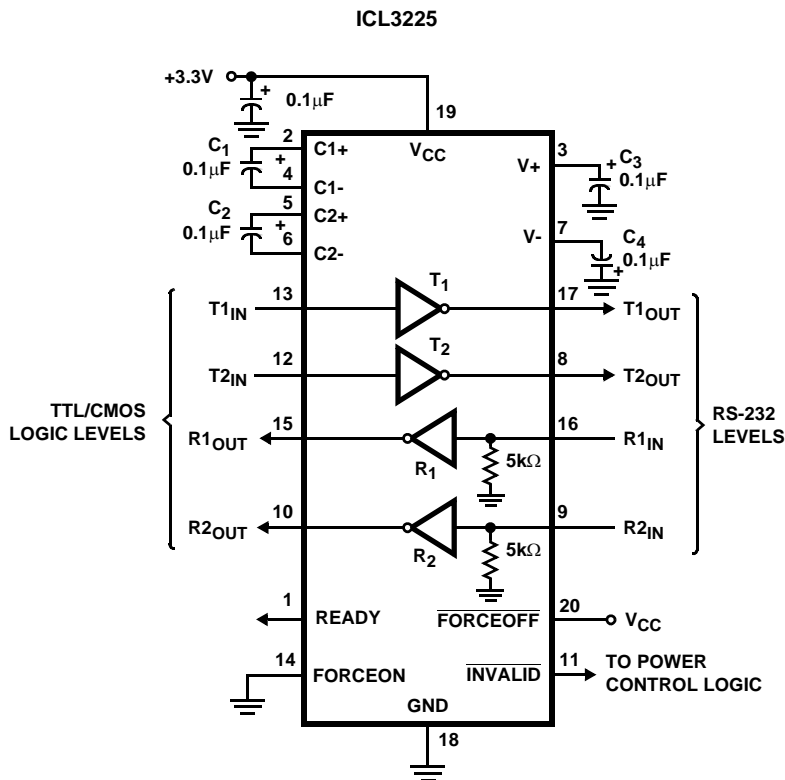 ICL3225
+3.3V
+
0.1μF
19
VCC
C1
0.1μF
2
+
4
C1+
C1-
C2
0.1μF
5
+
6
C2+
C2-
V+
3
+
C3
0.1μF
V-
7
C4
0.1μF
+
T1IN
13
T1
17
T1OUT
T2IN
12
T2
8
T2OUT
TTL/CMOS
LOGIC LEVELS
RS-232
LEVELS
R1OUT
15
R1
5kΩ
16
R1IN
R2OUT
10
R2
5kΩ
9
R2IN
1
READY
FORCEOFF
20
VCC
14
FORCEON
INVALID
11
TO POWER
CONTROL LOGIC
GND
18